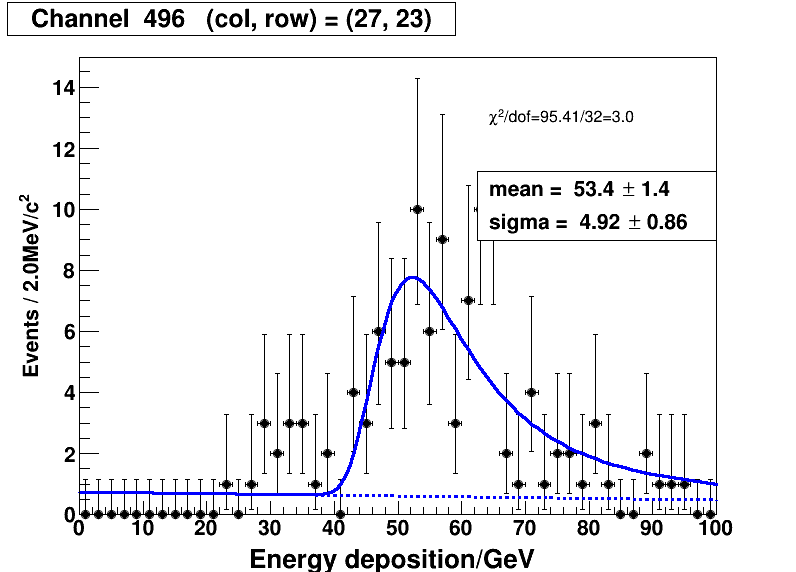 Channel 496 (col, row) = (27, 23)
χ²/dof=95.41/32=3.0
mean = 53.4 ± 1.4
sigma = 4.92 ± 0.86
Events / 2.0MeV/c²
14
12
10
8
6
4
2
0
0 10 20 30 40 50 60 70 80 90 100
Energy deposition/GeV